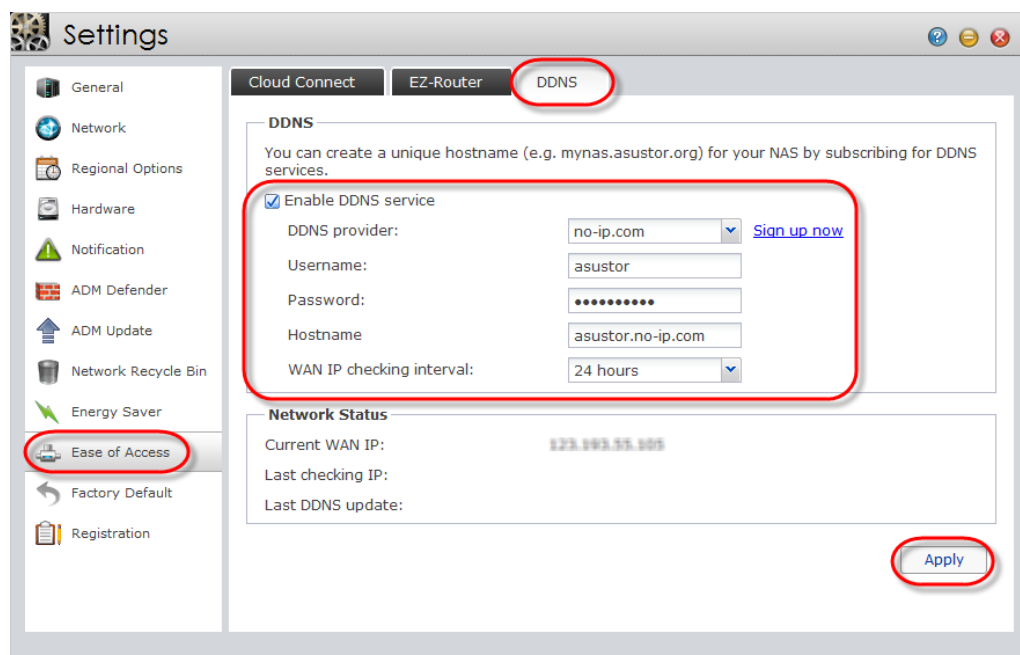 Settings
General
Network
Regional Options
Hardware
Notification
ADM Defender
ADM Update
Network Recycle Bin
Energy Saver
Ease of Access
Factory Default
Registration
Cloud Connect EZ-Router DDNS
DDNS
You can create a unique hostname (e.g. mynas.asustor.org) for your NAS by subscribing for DDNS
services.
Enable DDNS service
DDNS provider: no-ip.com Sign up now
Username: asustor
Password: ••••••••••
Hostname asustor.no-ip.com
WAN IP checking interval: 24 hours
Network Status
Current WAN IP:
Last checking IP:
Last DDNS update:
Apply